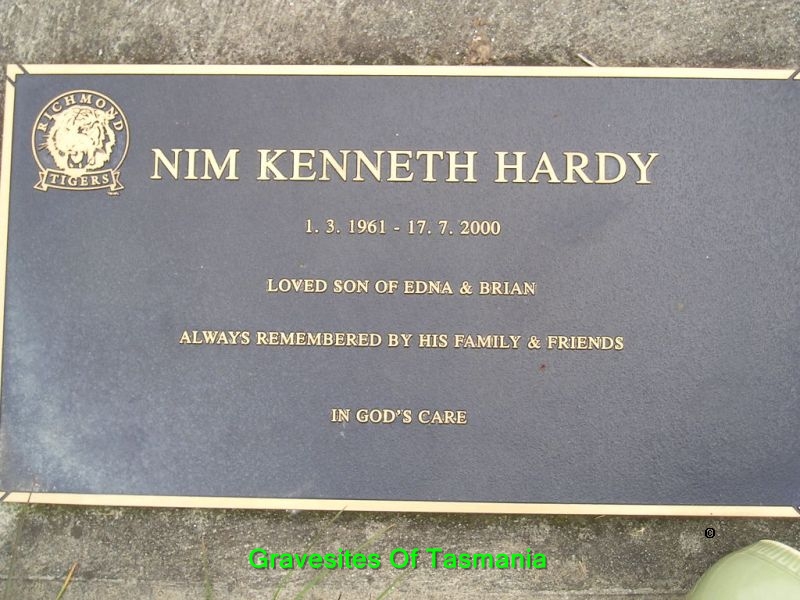 RICHMOND
TIGERS
NIM KENNETH HARDY
1. 3. 1961 - 17. 7. 2000
LOVED SON OF EDNA & BRIAN
ALWAYS REMEMBERED BY HIS FAMILY & FRIENDS
IN GOD'S CARE
©
Gravesites Of Tasmania